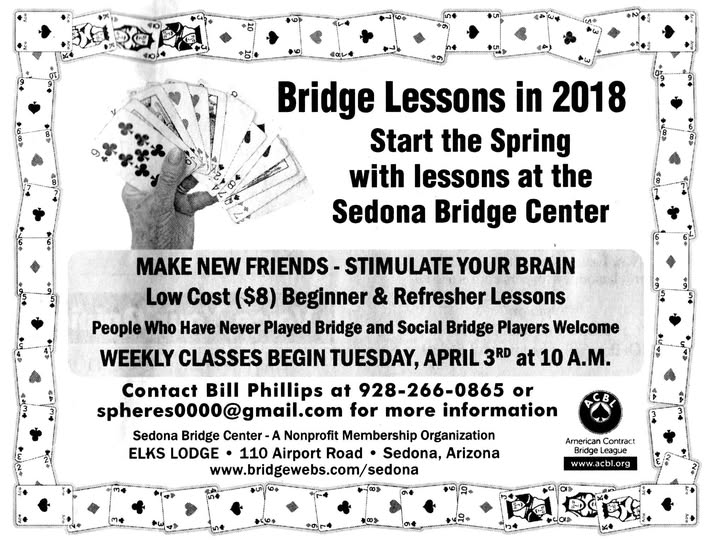 Bridge Lessons in 2018
Start the Spring
with lessons at the
Sedona Bridge Center
MAKE NEW FRIENDS - STIMULATE YOUR BRAIN
Low Cost ($8) Beginner & Refresher Lessons
People Who Have Never Played Bridge and Social Bridge Players Welcome
WEEKLY CLASSES BEGIN TUESDAY, APRIL 3RD at 10 A.M.
Contact Bill Phillips at 928-266-0865 or
spheres0000@gmail.com for more information
Sedona Bridge Center - A Nonprofit Membership Organization
ELKS LODGE • 110 Airport Road • Sedona, Arizona
www.bridgewebs.com/sedona
ACBL
American Contract
Bridge League
www.acbl.org